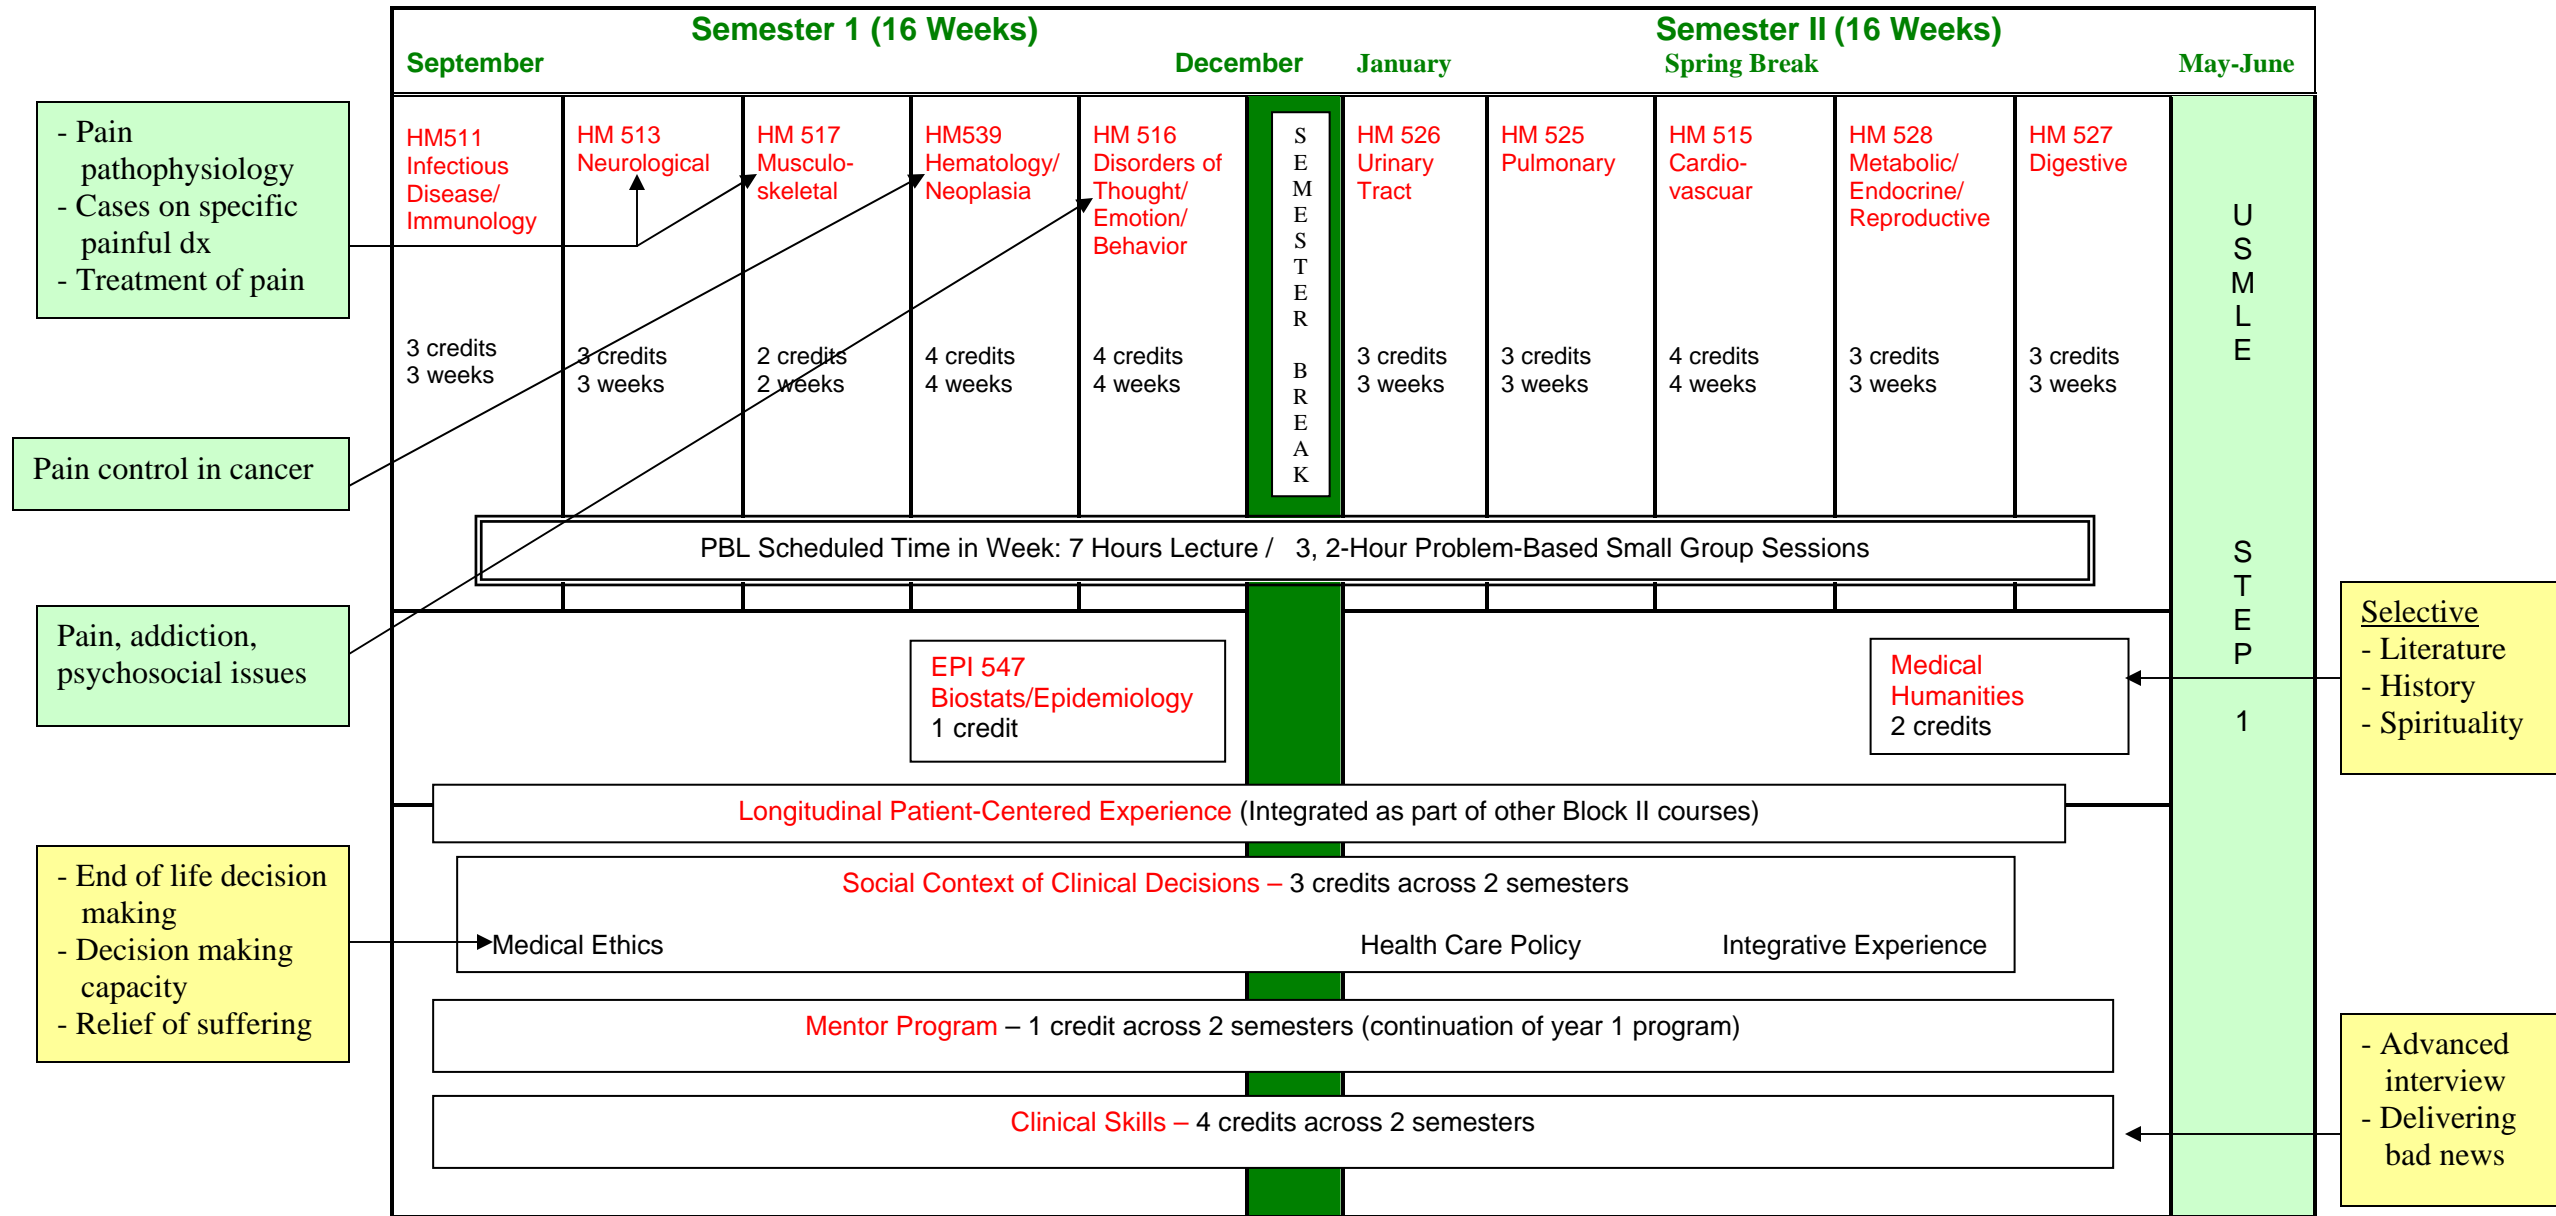 Semester 1 (16 Weeks)
Semester II (16 Weeks)
September
December
January
Spring Break
May-June
- Pain
pathophysiology
- Cases on specific
painful dx
- Treatment of pain
HM511
Infectious
Disease/
Immunology
3 credits
3 weeks
HM 513
Neurological
3 credits
3 weeks
HM 517
Musculo-
skeletal
2 credits
2 weeks
HM539
Hematology/
Neoplasia
4 credits
4 weeks
HM 516
Disorders of
Thought/
Emotion/
Behavior
4 credits
4 weeks
SEMESTER BREAK
HM 526
Urinary
Tract
3 credits
3 weeks
HM 525
Pulmonary
3 credits
3 weeks
HM 515
Cardio-
vascuar
4 credits
4 weeks
HM 528
Metabolic/
Endocrine/
Reproductive
3 credits
3 weeks
HM 527
Digestive
3 credits
3 weeks
USMLE STEP 1
Pain control in cancer
PBL Scheduled Time in Week: 7 Hours Lecture / 3, 2-Hour Problem-Based Small Group Sessions
Pain, addiction,
psychosocial issues
EPI 547
Biostats/Epidemiology
1 credit
Medical
Humanities
2 credits
Selective
- Literature
- History
- Spirituality
Longitudinal Patient-Centered Experience (Integrated as part of other Block II courses)
- End of life decision
making
- Decision making
capacity
- Relief of suffering
Social Context of Clinical Decisions – 3 credits across 2 semesters
Medical Ethics
Health Care Policy
Integrative Experience
Mentor Program – 1 credit across 2 semesters (continuation of year 1 program)
Clinical Skills – 4 credits across 2 semesters
- Advanced
interview
- Delivering
bad news